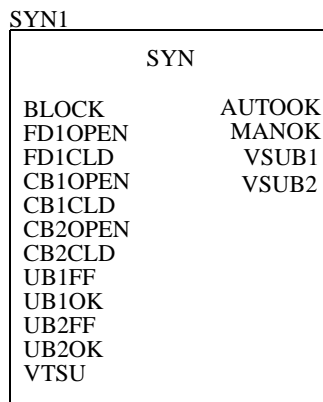 SYN1
SYN
BLOCK AUTOOK
FD1OPEN MANOK
FD1CLD VSUB1
CB1OPEN VSUB2
CB1CLD
CB2OPEN
CB2CLD
UB1FF
UB1OK
UB2FF
UB2OK
VTSU